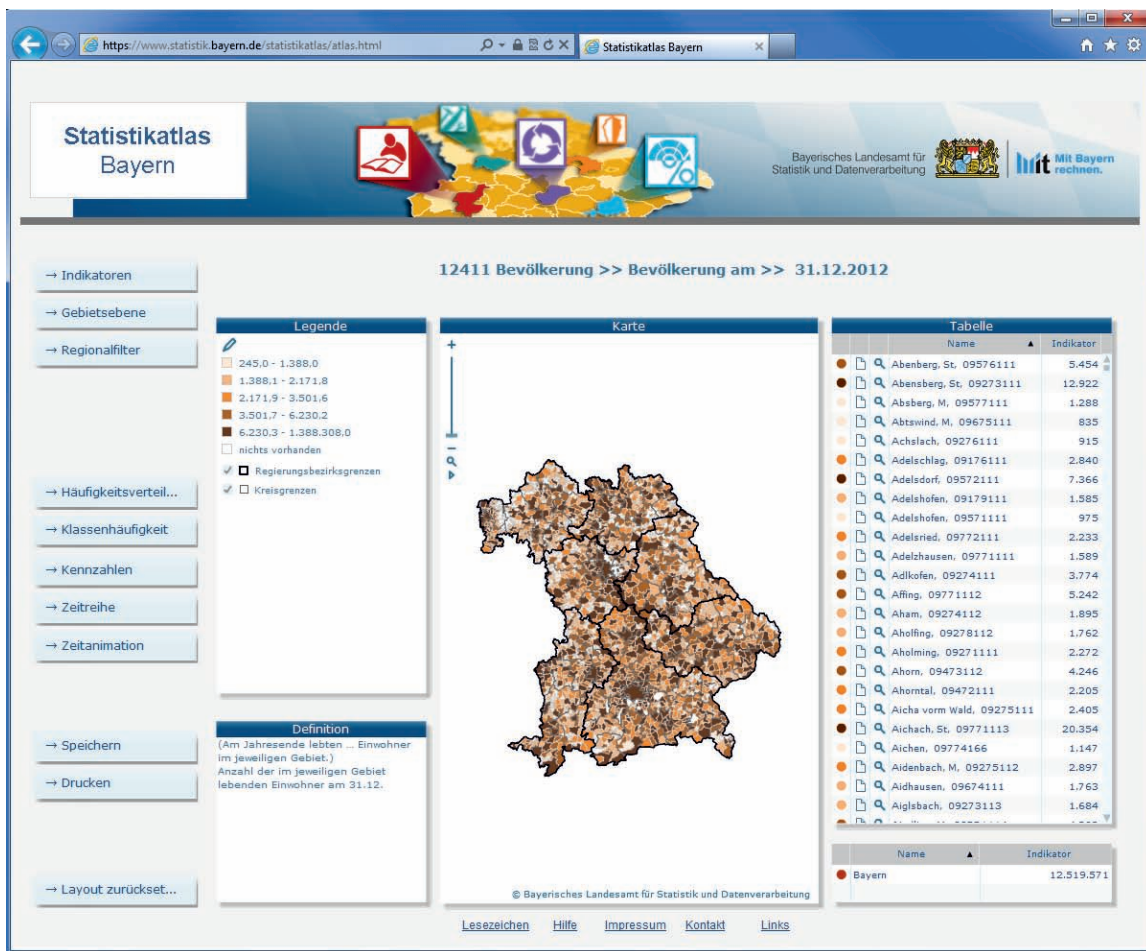 https://www.statistik.bayern.de/statistikatlas/atlas.html
Statistikatlas Bayern
Statistikatlas
Bayern
Bayerisches Landesamt für
Statistik und Datenverarbeitung
Mit Bayern
rechnen.
→ Indikatoren
→ Gebietsebene
→ Regionalfilter
→ Häufigkeitsverteil...
→ Klassenhäufigkeit
→ Kennzahlen
→ Zeitreihe
→ Zeitanimation
→ Speichern
→ Drucken
→ Layout zurückset...
12411 Bevölkerung >> Bevölkerung am >> 31.12.2012
Legende
245,0 - 1.388,0
1.388,1 - 2.171,8
2.171,9 - 3.501,6
3.501,7 - 6.230,2
6.230,3 - 1.388.308,0
nichts vorhanden
Regierungsbezirksgrenzen
Kreisgrenzen
Definition
(Am Jahresende lebten ... Einwohner
im jeweiligen Gebiet.)
Anzahl der im jeweiligen Gebiet
lebenden Einwohner am 31.12.
Karte
© Bayerisches Landesamt für Statistik und Datenverarbeitung
Tabelle
Name Indikator
Abenberg, St, 09576111 5.454
Abensberg, St, 09273111 12.922
Absberg, M, 09577111 1.288
Abtswind, M, 09675111 835
Achslach, 09276111 915
Adelschlag, 09176111 2.840
Adelsdorf, 09572111 7.366
Adelshofen, 09179111 1.585
Adelshofen, 09571111 975
Adelsried, 09772111 2.233
Adelzhausen, 09771111 1.589
Adlkofen, 09274111 3.774
Affing, 09771112 5.242
Aham, 09274112 1.895
Aholfing, 09278112 1.762
Aholming, 09271111 2.272
Ahorn, 09473112 4.246
Ahorntal, 09472111 2.205
Aicha vorm Wald, 09275111 2.405
Aichach, St, 09771113 20.354
Aichen, 09774166 1.147
Aidenbach, M, 09275112 2.897
Aidhausen, 09674111 1.763
Aiglsbach, 09273113 1.684
Name Indikator
Bayern 12.519.571
Lesezeichen Hilfe Impressum Kontakt Links